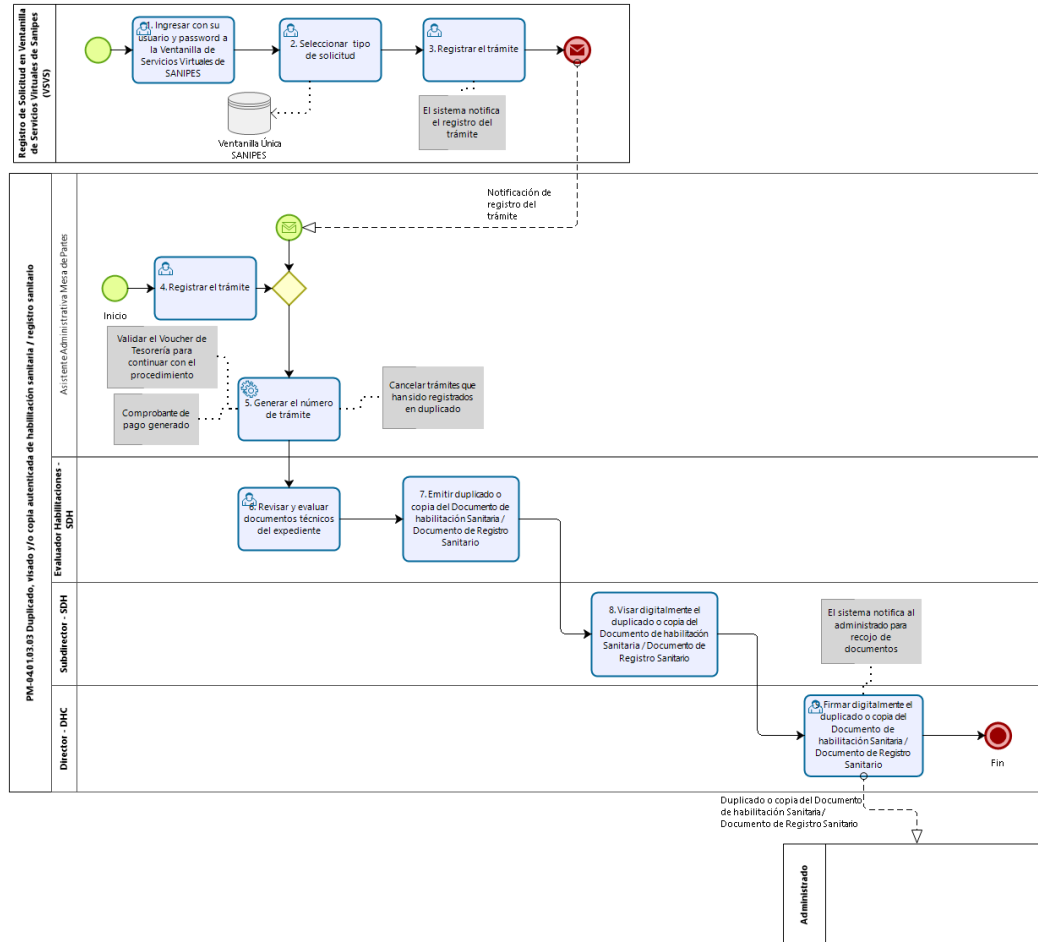 Registro de Solicitud en Ventanilla
de Servicios Virtuales de Sanipes
(VSVS)
1. Ingresar con su
usuario y password a
la Ventanilla de
Servicios Virtuales de
SANIPES
2. Seleccionar tipo
de solicitud
3. Registrar el trámite
Ventanilla Única
SANIPES
El sistema notifica
el registro del
trámite
Notificación de
registro del
trámite
PM-04.01.03.03 Duplicado, visado y/o copia autenticada de habilitación sanitaria / registro sanitario
Asistente Administrativa Mesa de Partes
Inicio
4. Registrar el trámite
Validar el Voucher de
Tesorería para
continuar con el
procedimiento
Comprobante de
pago generado
5. Generar el número
de trámite
Cancelar trámites que
han sido registrados
en duplicado
Evaluador Habilitaciones -
SDH
6. Revisar y evaluar
documentos técnicos
del expediente
7. Emitir duplicado o
copia del Documento de
habilitación Sanitaria /
Documento de Registro
Sanitario
Subdirector - SDH
8. Visar digitalmente el
duplicado o copia del
Documento de habilitación
Sanitaria / Documento de
Registro Sanitario
El sistema notifica al
administrado para
recojo de
documentos
Director - DHC
9. Firmar digitalmente el
duplicado o copia del
Documento de
habilitación Sanitaria /
Documento de Registro
Sanitario
Fin
Duplicado o copia del Documento
de habilitación Sanitaria/
Documento de Registro Sanitario
Administrado